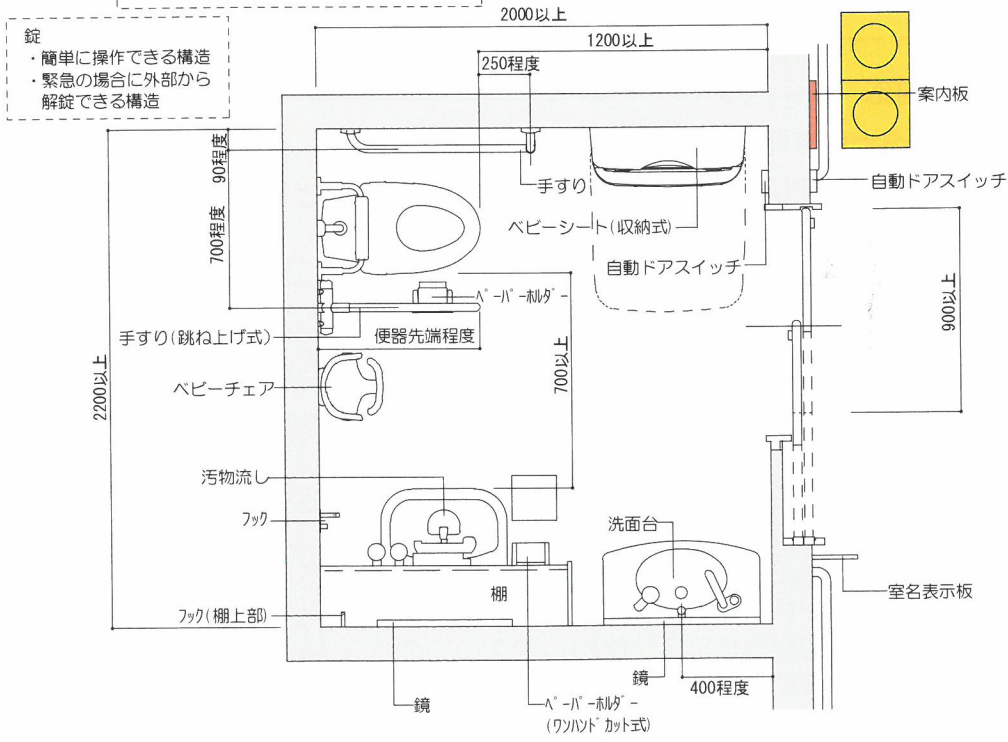 2000以上
1200以上
250程度
錠
・簡単に操作できる構造
・緊急の場合に外部から
解錠できる構造
案内板
90程度
手すり
自動ドアスイッチ
ベビーシート(収納式)
700程度
自動ドアスイッチ
ペーパーホルダー
900以上
手すり(跳ね上げ式)
便器先端程度
2200以上
700以上
ベビーチェア
汚物流し
フック
洗面台
棚
室名表示板
フック(棚上部)
鏡
400程度
鏡
ペーパーホルダー
(ワンハンドカット式)